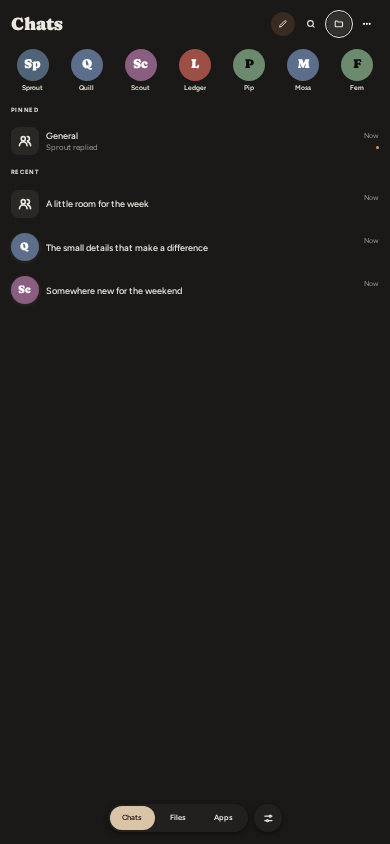 Chats
Sp
Q
Sc
L
P
M
F
Sprout
Quill
Scout
Ledger
Pip
Moss
Fern
PINNED
General
Now
Sprout replied
RECENT
A little room for the week
Now
Q
The small details that make a difference
Now
Sc
Somewhere new for the weekend
Now
Chats
Files
Apps